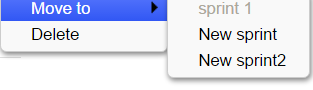 Move to
Delete
sprint 1
New sprint
New sprint2